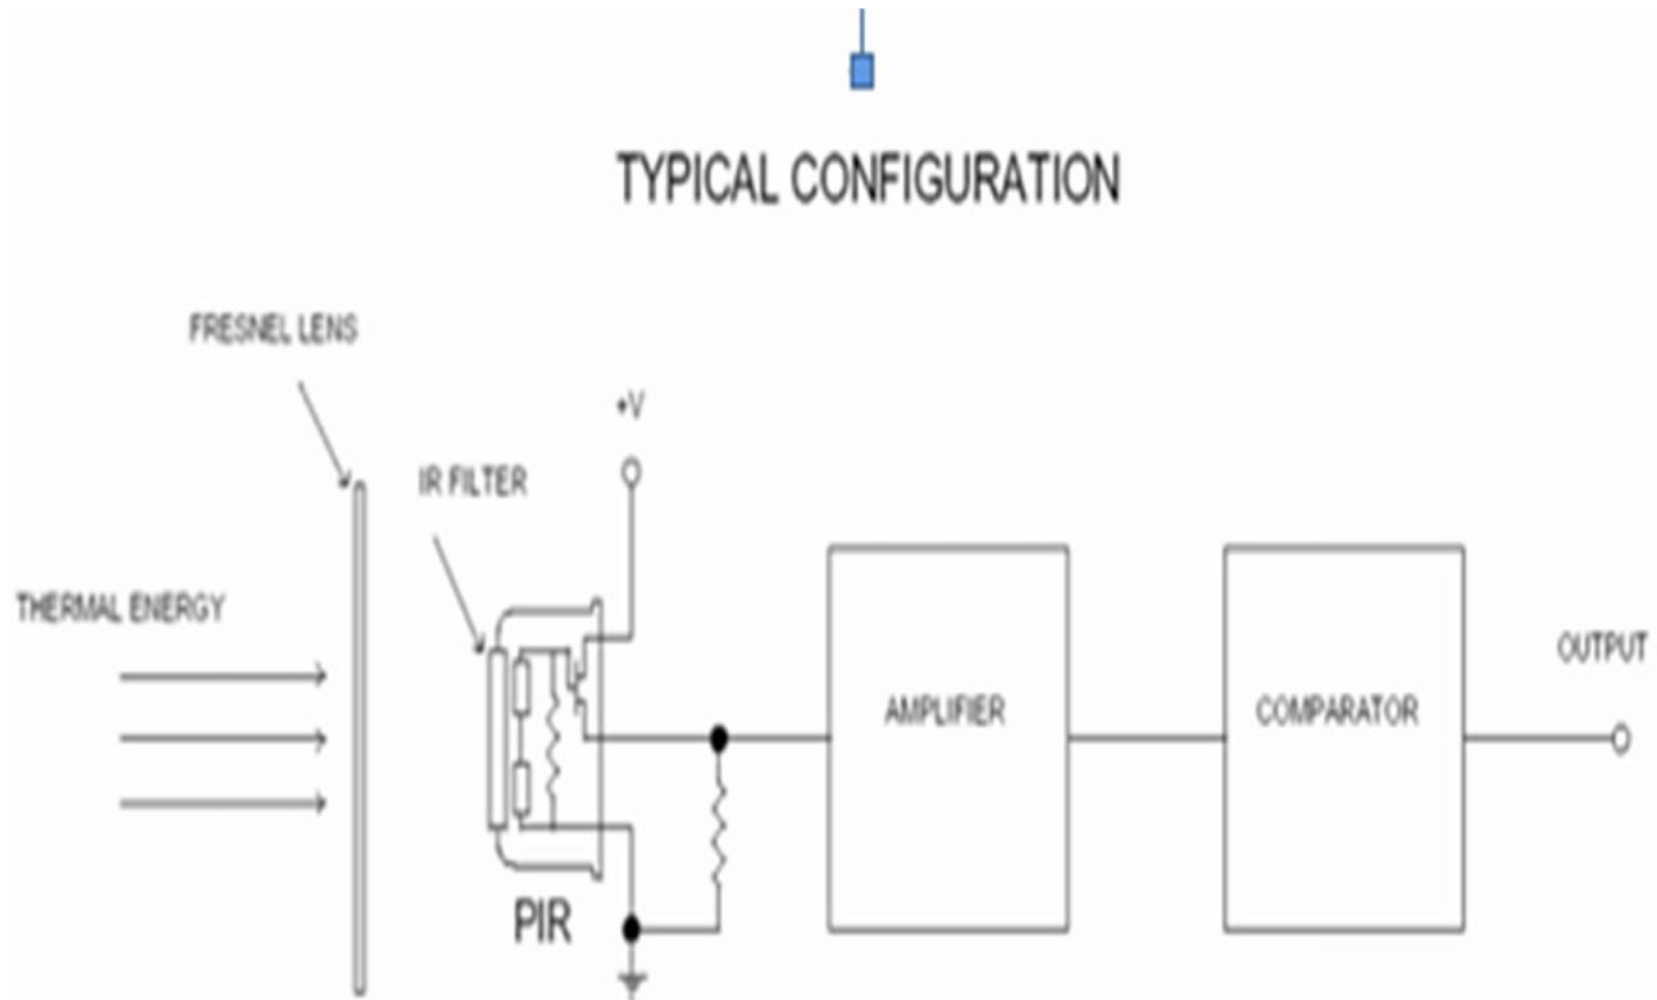 TYPICAL CONFIGURATION
FRESNEL LENS
+V
IR FILTER
THERMAL ENERGY
OUTPUT
AMPLIFIER
COMPARATOR
PIR